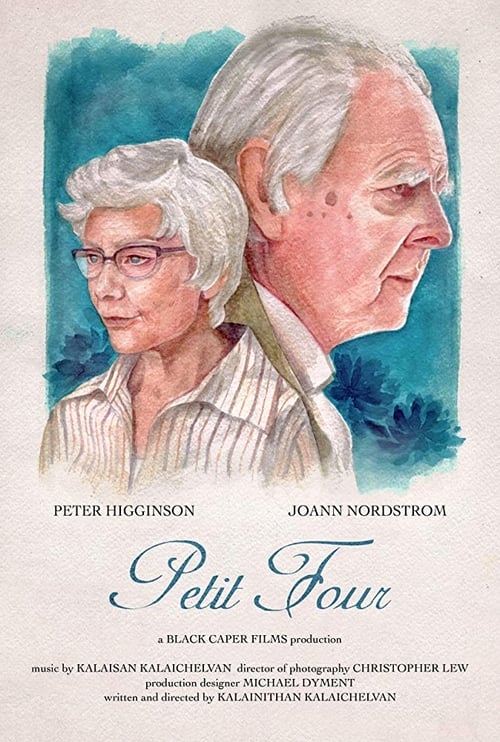 PETER HIGGINSON JOANN NORDSTROM
Petit Four
a BLACK CAPER FILMS production
music by KALAISAN KALAICHELVAN director of photography CHRISTOPHER LEW
production designer MICHAEL DYMENT
written and directed by KALAINITHAN KALAICHELVAN